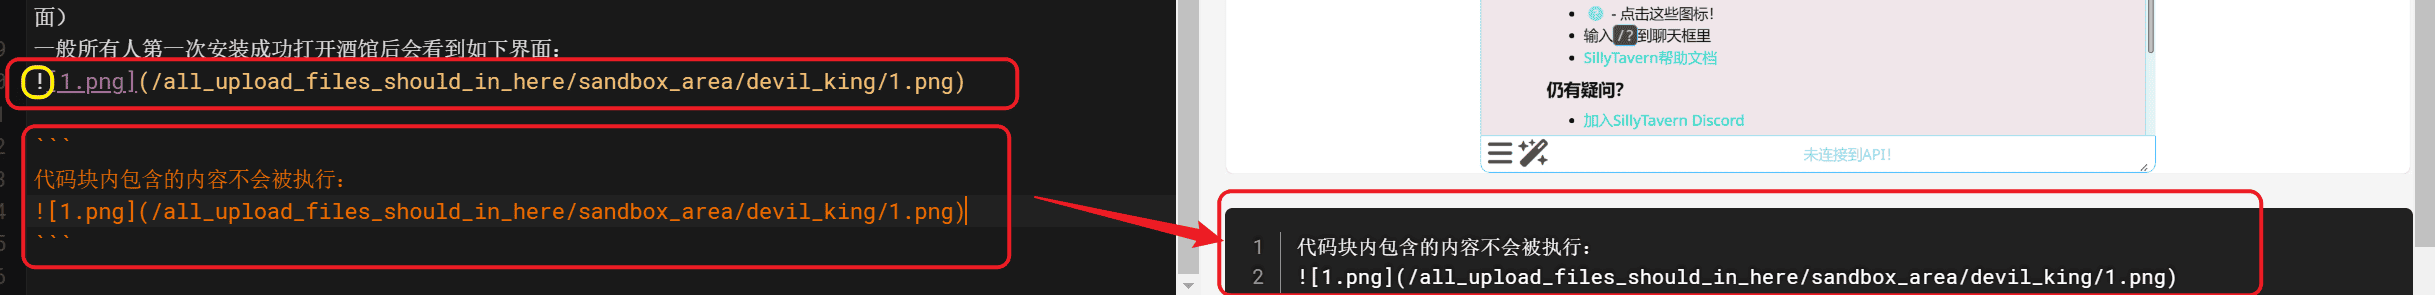 面）
一般所有人第一次安装成功打开酒馆后会看到如下界面：
![1.png](/all_upload_files_should_in_here/sandbox_area/devil_king/1.png)
```
代码块内包含的内容不会被执行：
![1.png](/all_upload_files_should_in_here/sandbox_area/devil_king/1.png)
```
- 点击这些图标！
输入/?到聊天框里
SillyTavern帮助文档
仍有疑问？
加入SillyTavern Discord
未连接到API！
1 代码块内包含的内容不会被执行：
2 ![1.png](/all_upload_files_should_in_here/sandbox_area/devil_king/1.png)